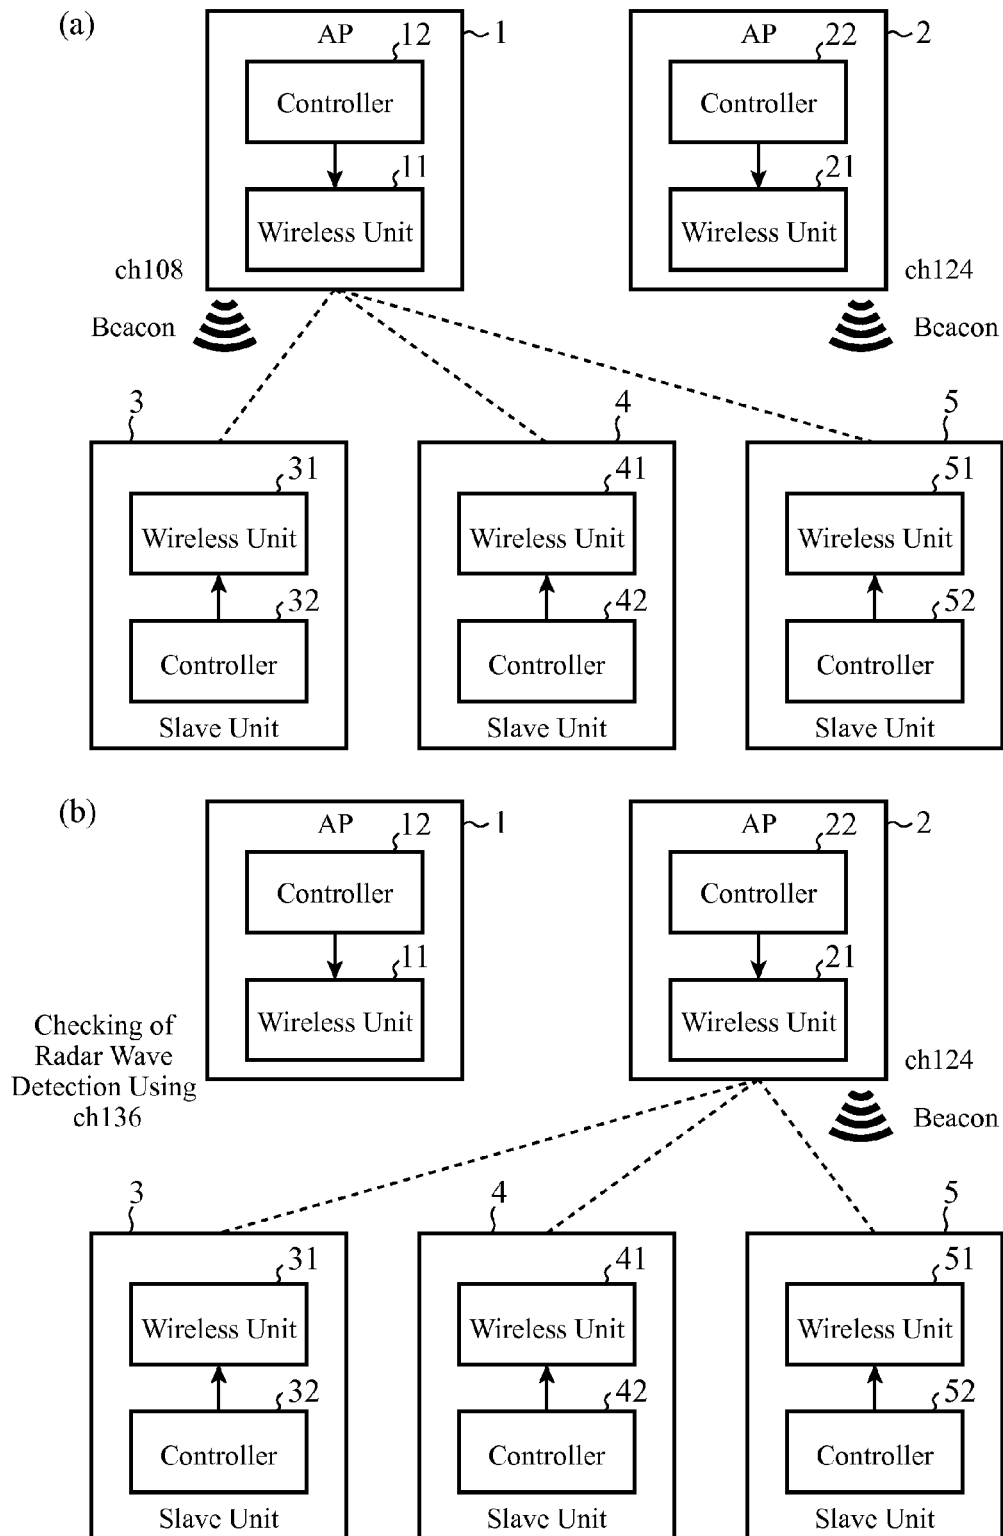 (a)
AP
1
12
Controller
11
Wireless Unit
AP
2
22
Controller
21
Wireless Unit
ch108
Beacon
ch124
Beacon
3
31
Wireless Unit
32
Controller
Slave Unit
4
41
Wireless Unit
42
Controller
Slave Unit
5
51
Wireless Unit
52
Controller
Slave Unit
(b)
AP
1
12
Controller
11
Wireless Unit
AP
2
22
Controller
21
Wireless Unit
Checking of
Radar Wave
Detection Using
ch136
ch124
Beacon
3
31
Wireless Unit
32
Controller
Slave Unit
4
41
Wireless Unit
42
Controller
Slave Unit
5
51
Wireless Unit
52
Controller
Slave Unit